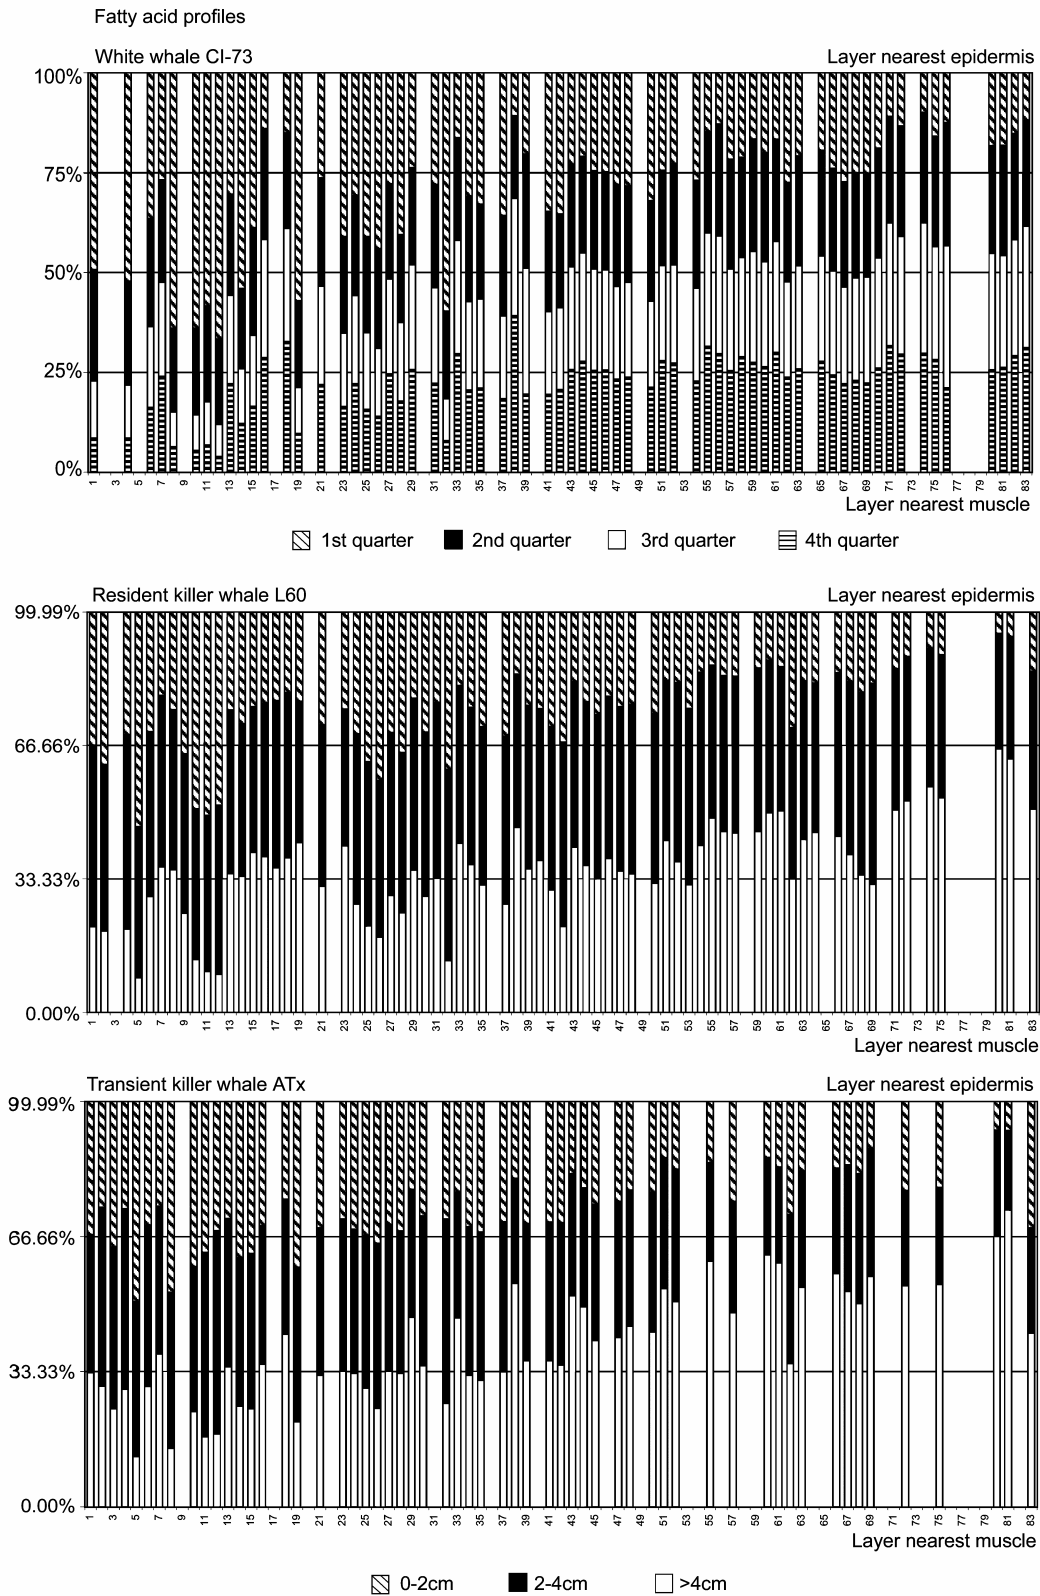 Fatty acid profiles
White whale CI-73 Layer nearest epidermis
100%
75%
50%
25%
0%
1 3 5 7 9 11 13 15 17 19 21 23 25 27 29 31 33 35 37 39 41 43 45 47 49 51 53 55 57 59 61 63 65 67 69 71 73 75 77 79 81 83
Layer nearest muscle
1st quarter 2nd quarter 3rd quarter 4th quarter
Resident killer whale L60 Layer nearest epidermis
99.99%
66.66%
33.33%
0.00%
1 3 5 7 9 11 13 15 17 19 21 23 25 27 29 31 33 35 37 39 41 43 45 47 49 51 53 55 57 59 61 63 65 67 69 71 73 75 77 79 81 83
Layer nearest muscle
Transient killer whale ATx Layer nearest epidermis
99.99%
66.66%
33.33%
0.00%
1 3 5 7 9 11 13 15 17 19 21 23 25 27 29 31 33 35 37 39 41 43 45 47 49 51 53 55 57 59 61 63 65 67 69 71 73 75 77 79 81 83
Layer nearest muscle
0-2cm 2-4cm >4cm